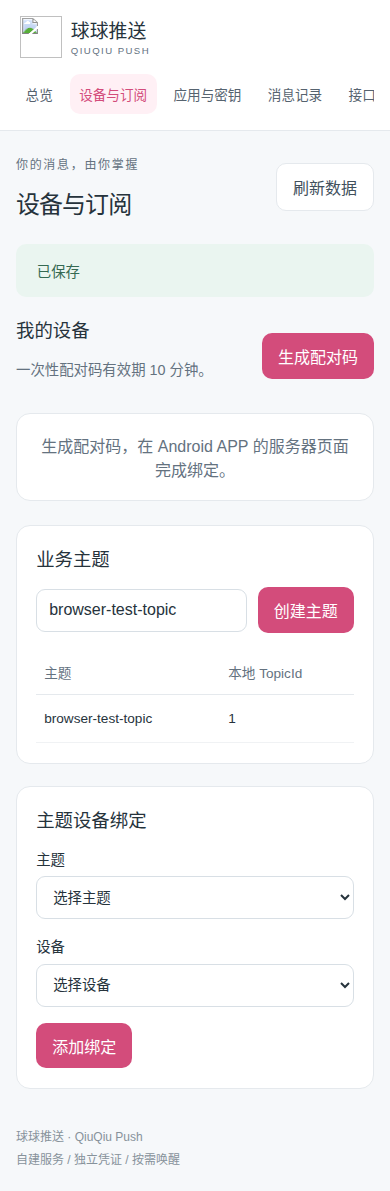 球球推送
QIUQIU PUSH
总览 设备与订阅 应用与密钥 消息记录 接口
你的消息，由你掌握
设备与订阅
刷新数据
已保存
我的设备
一次性配对码有效期 10 分钟。
生成配对码
生成配对码，在 Android APP 的服务器页面
完成绑定。
业务主题
browser-test-topic
创建主题
主题 本地 TopicId
browser-test-topic 1
主题设备绑定
主题
选择主题
设备
选择设备
添加绑定
球球推送 · QiuQiu Push
自建服务 / 独立凭证 / 按需唤醒